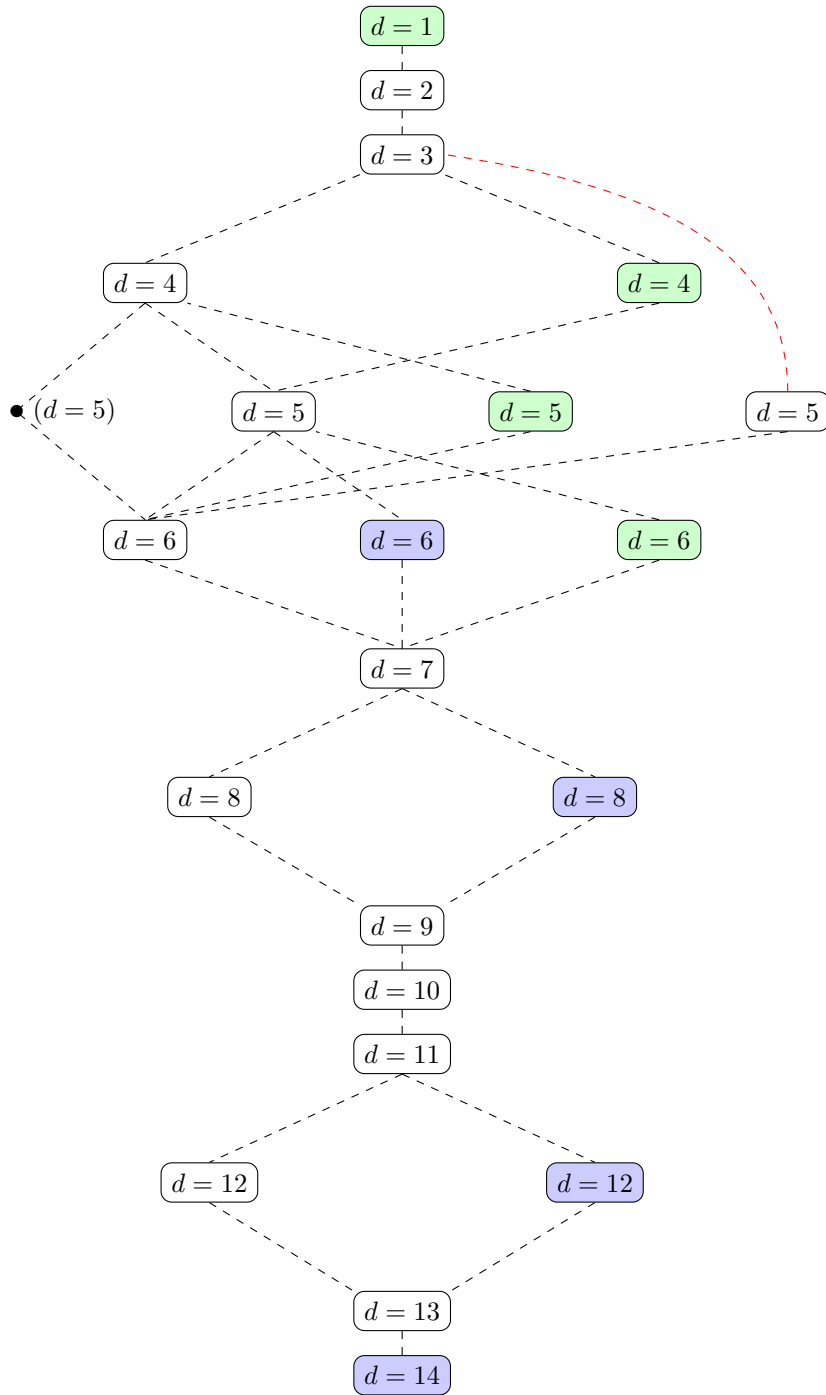 d = 1
d = 2
d = 3
d = 4 d = 4
(d = 5) d = 5 d = 5 d = 5
d = 6 d = 6 d = 6
d = 7
d = 8 d = 8
d = 9
d = 10
d = 11
d = 12 d = 12
d = 13
d = 14